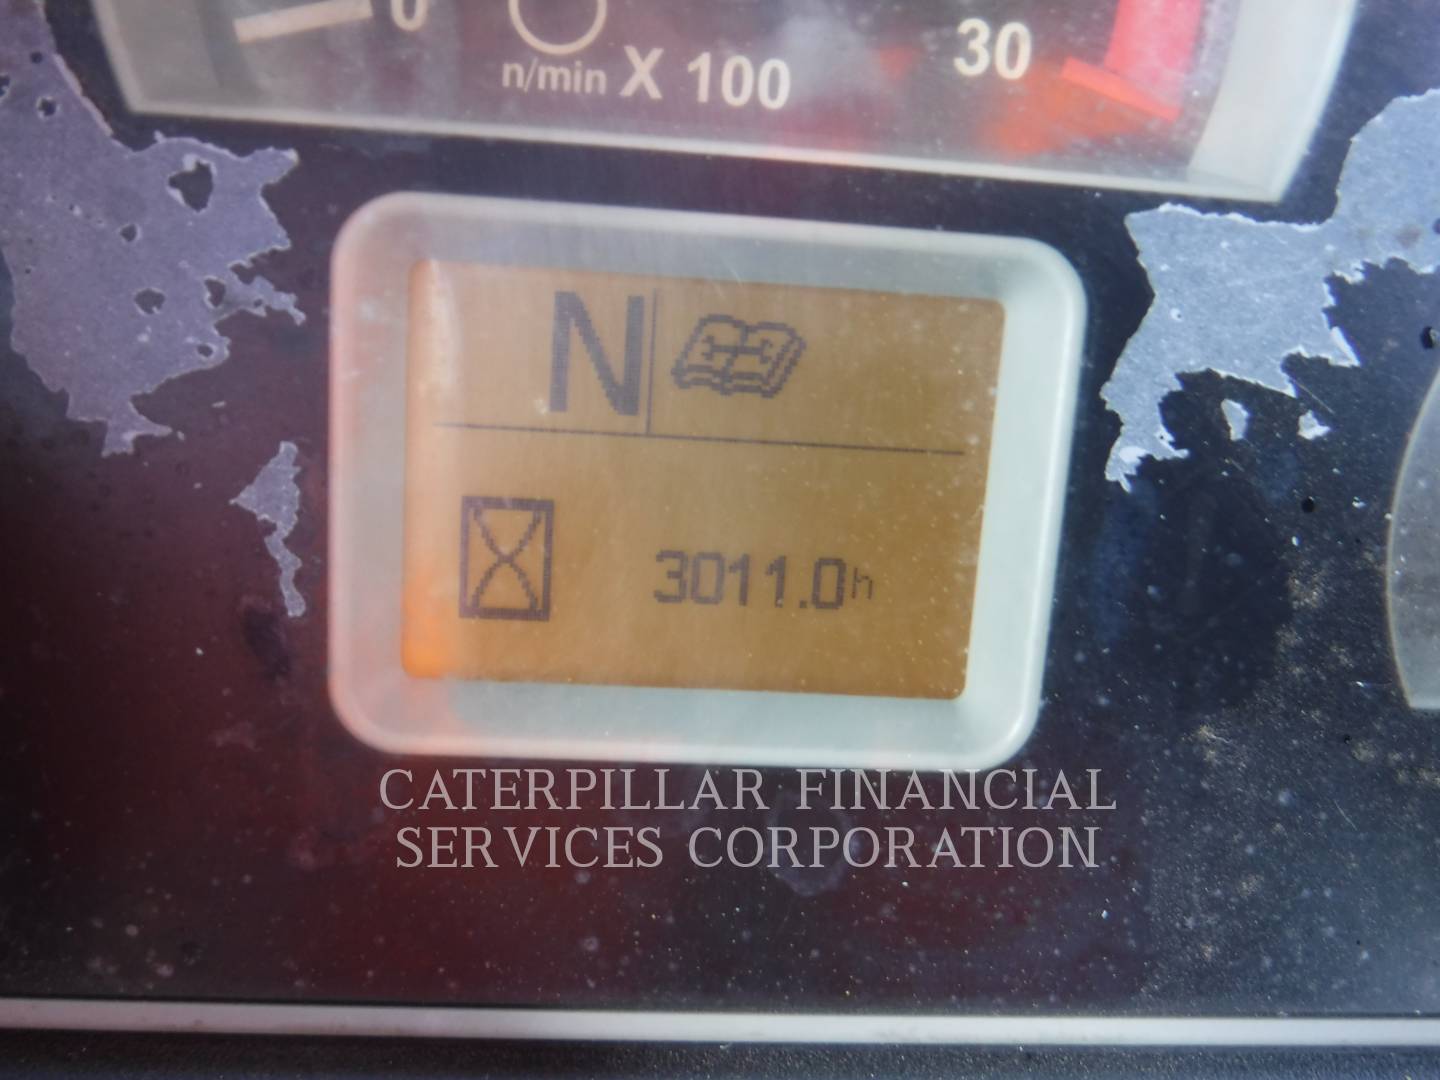 0
n/min X 100
30
N
3011.0h
CATERPILLAR FINANCIAL
SERVICES CORPORATION